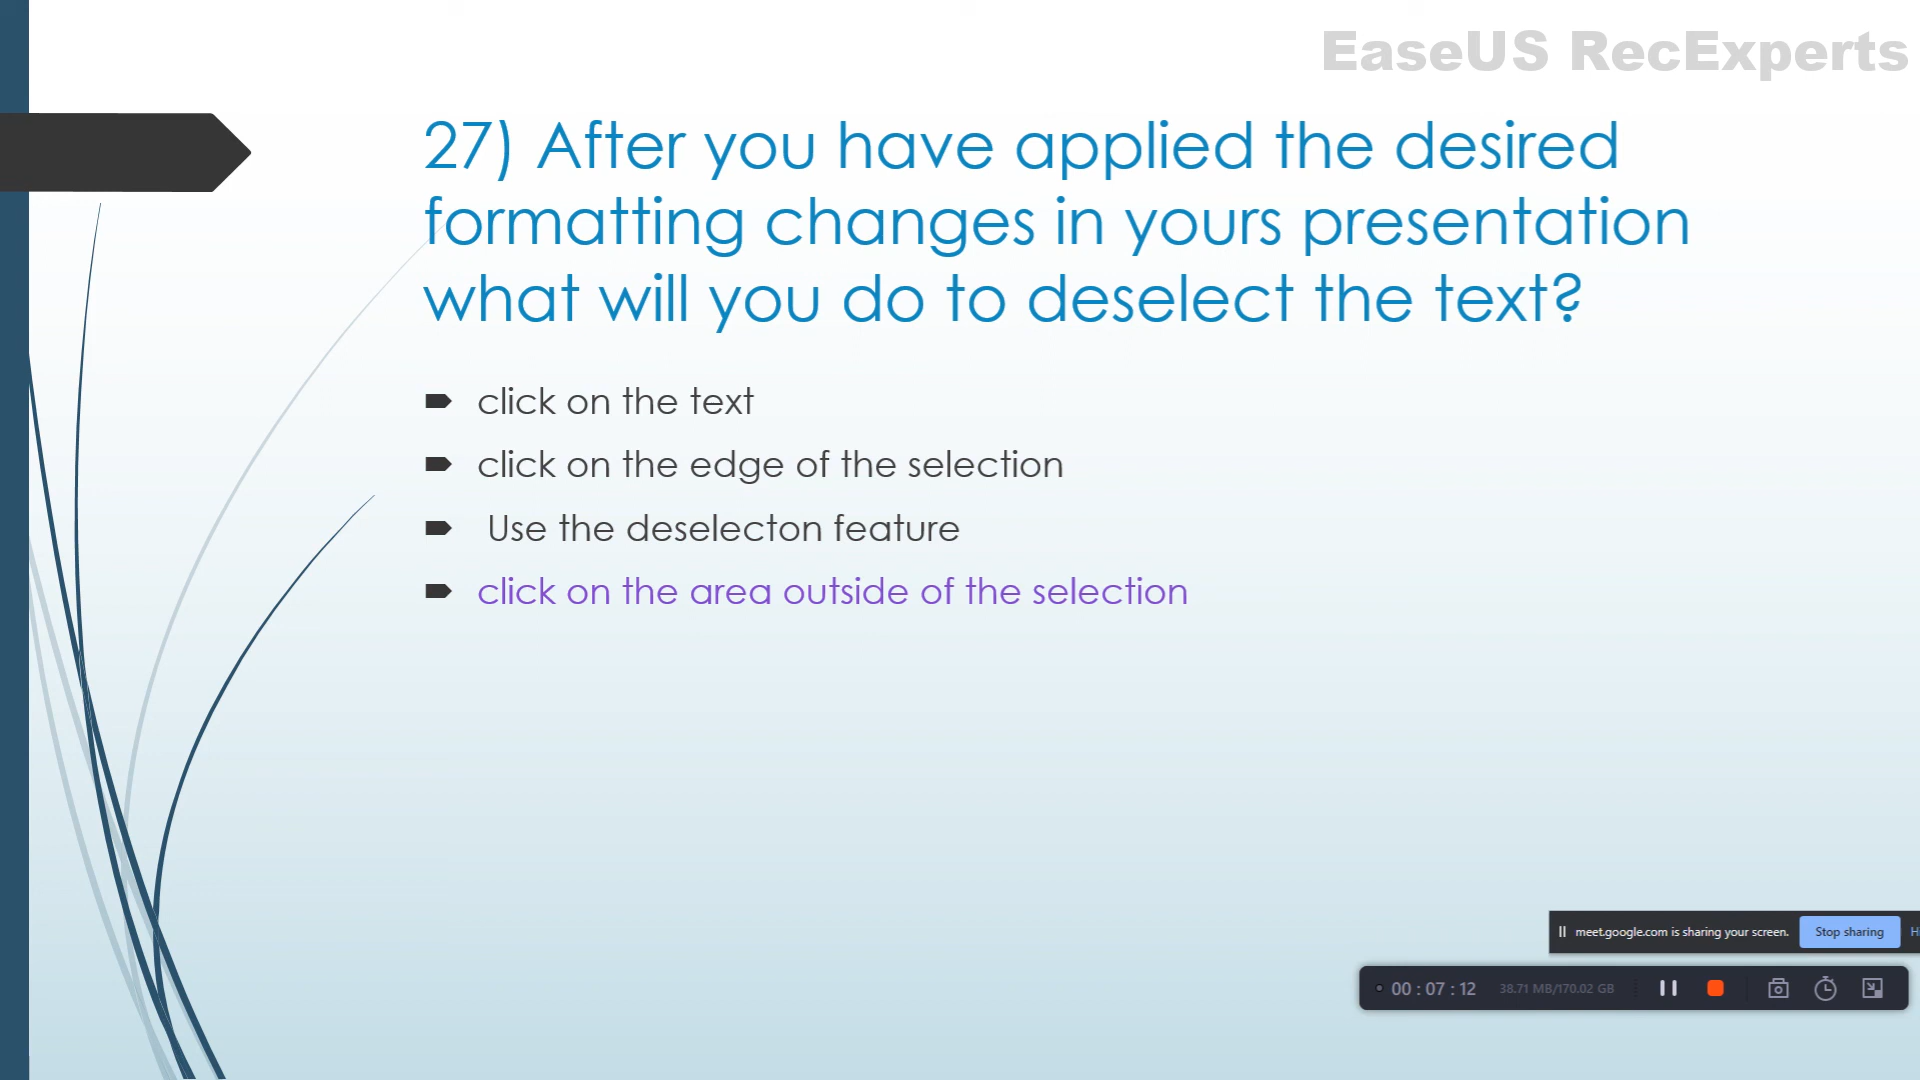 EaseUS RecExperts
27) After you have applied the desired
formatting changes in yours presentation
what will you do to deselect the text?
click on the text
click on the edge of the selection
Use the deselecton feature
click on the area outside of the selection
meet.google.com is sharing your screen. Stop sharing
00 : 07 : 12 38.71 MB/170.02 GB